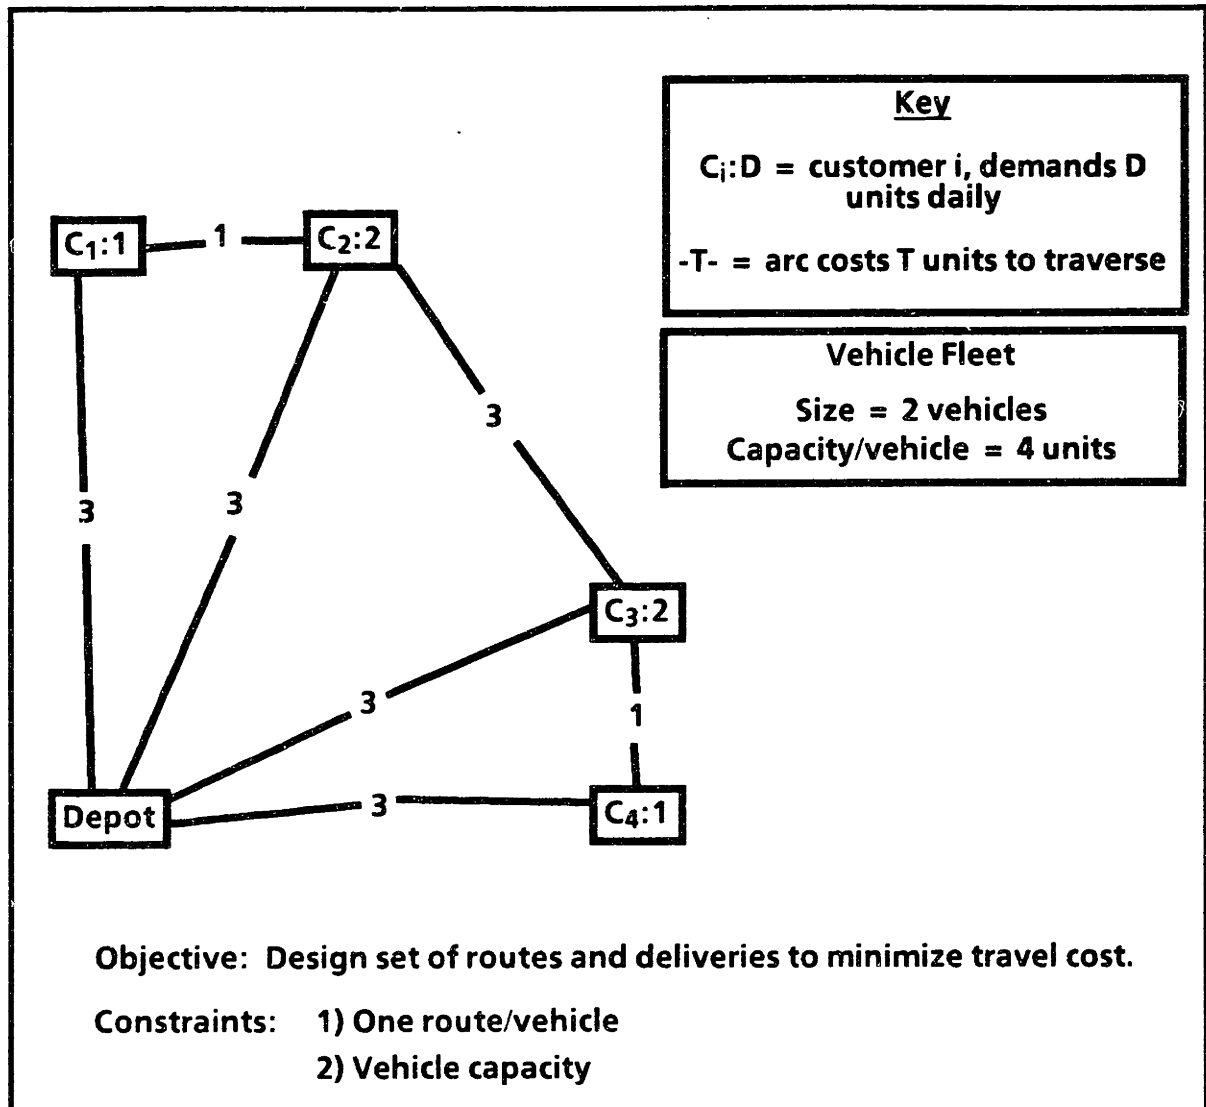 Key
Cᵢ:D = customer i, demands D
units daily
-T- = arc costs T units to traverse
Vehicle Fleet
Size = 2 vehicles
Capacity/vehicle = 4 units
C₁:1
1
C₂:2
3
3
3
C₃:2
3
1
Depot
3
C₄:1
Objective: Design set of routes and deliveries to minimize travel cost.
Constraints: 1) One route/vehicle
2) Vehicle capacity